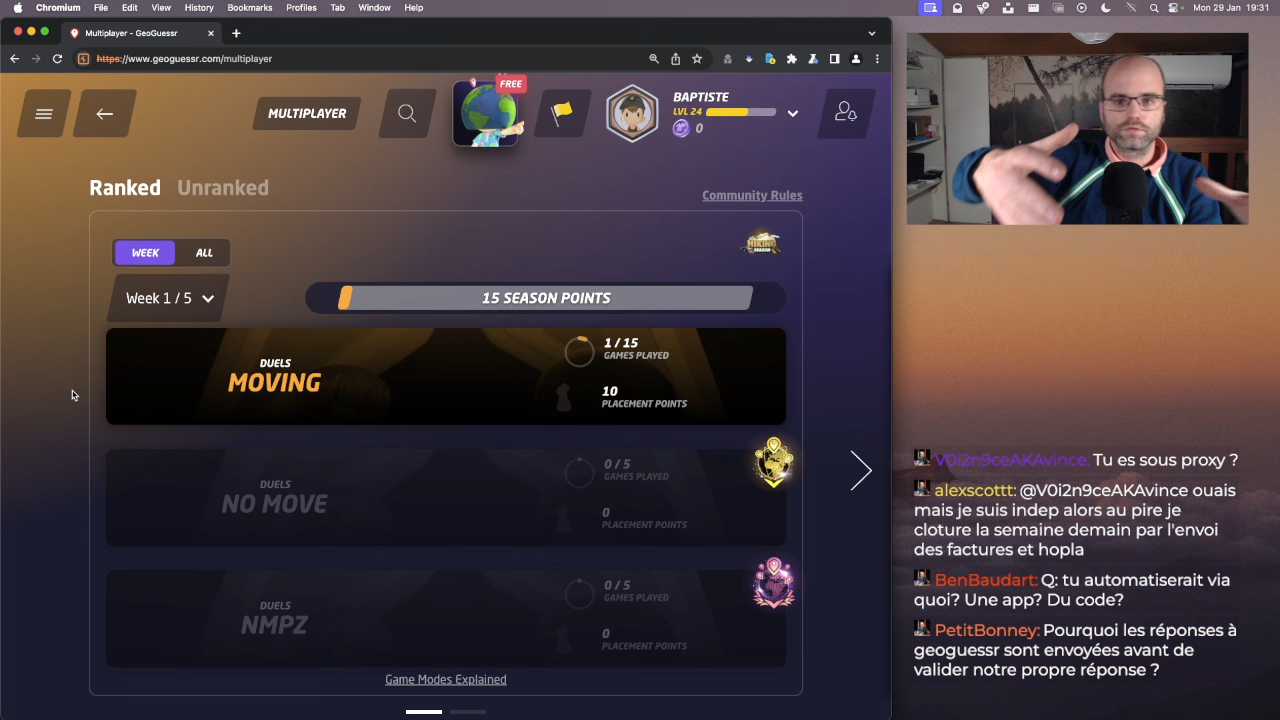 Chromium File Edit View History Bookmarks Profiles Tab Window Help
Mon 29 Jan 19:31
Multiplayer - GeoGuessr
https://www.geoguessr.com/multiplayer
MULTIPLAYER
FREE
BAPTISTE
LVL 24
0
Ranked Unranked
Community Rules
WEEK ALL
HIKING
SEASON
Week 1 / 5
15 SEASON POINTS
DUELS
MOVING
1 / 15
GAMES PLAYED
10
PLACEMENT POINTS
DUELS
NO MOVE
0 / 5
GAMES PLAYED
0
PLACEMENT POINTS
DUELS
NMPZ
0 / 5
GAMES PLAYED
0
PLACEMENT POINTS
Game Modes Explained
V0i2n9ceAKAvince: Tu es sous proxy ?
alexscottt: @V0i2n9ceAKAvince ouais
mais je suis indep alors au pire je
cloture la semaine demain par l'envoi
des factures et hopla
BenBaudart: Q: tu automatiserait via
quoi? Une app? Du code?
PetitBonney: Pourquoi les réponses à
geoguessr sont envoyées avant de
valider notre propre réponse ?